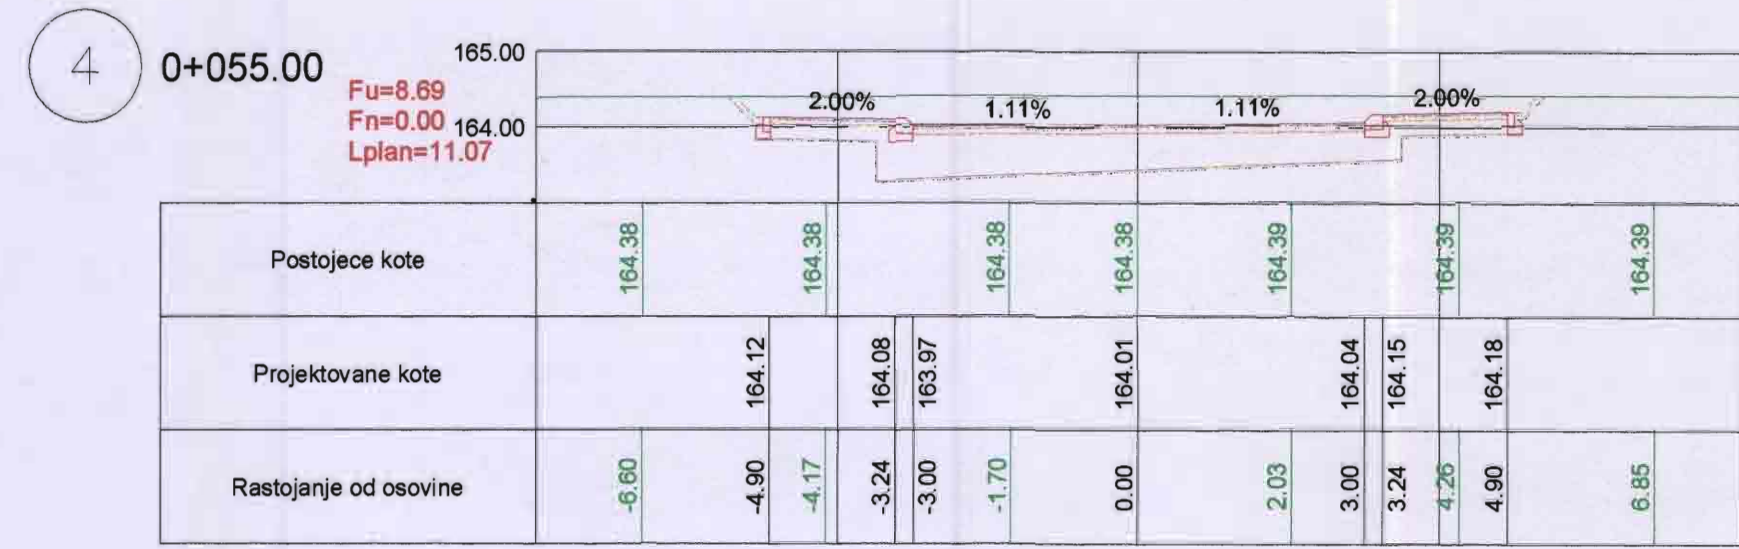 4
0+055.00
Fu=8.69
Fn=0.00
Lplan=11.07
165.00
164.00
2.00% 1.11% 1.11% 2.00%
Postojece kote 164.38 164.38 164.38 164.38 164.39 164.39 164.39
Projektovane kote 164.12 164.08 163.97 164.01 164.04 164.15 164.18
Rastojanje od osovine -6.60 -4.90 -4.17 -3.24 -3.00 -1.70 0.00 2.03 3.00 3.24 4.26 4.90 6.85